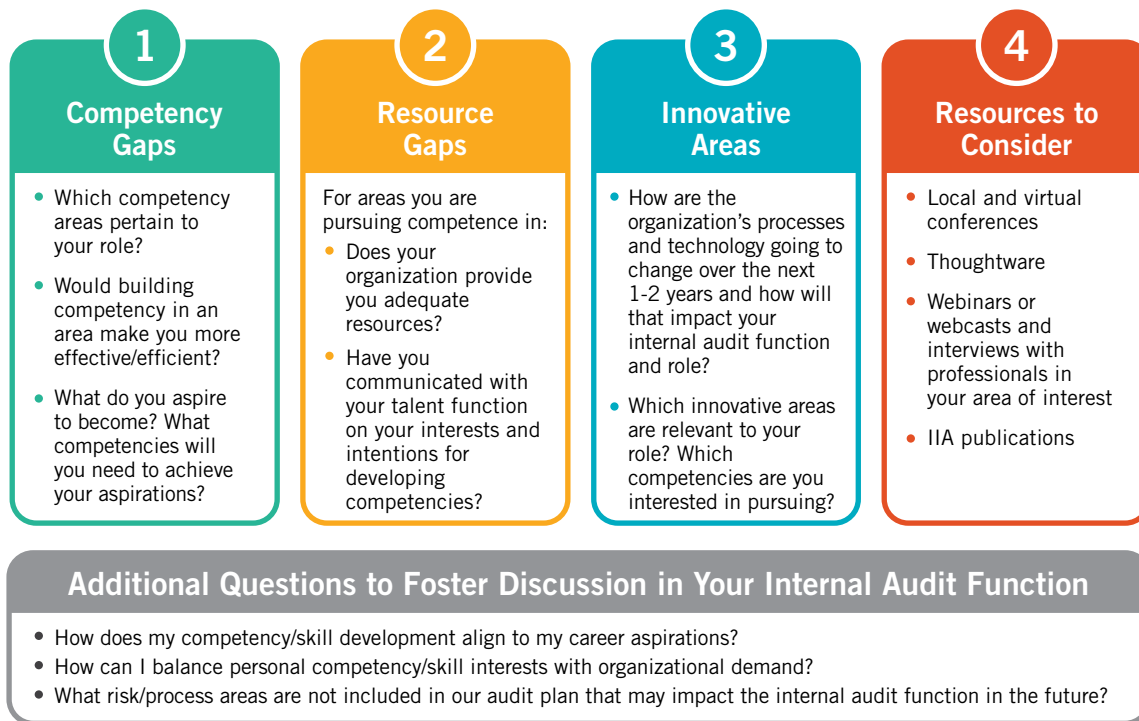 1
Competency
Gaps
• Which competency
areas pertain to
your role?
• Would building
competency in an
area make you more
effective/efficient?
• What do you aspire
to become? What
competencies will
you need to achieve
your aspirations?
2
Resource
Gaps
For areas you are
pursuing competence in:
• Does your
organization provide
you adequate
resources?
• Have you
communicated with
your talent function
on your interests and
intentions for
developing
competencies?
3
Innovative
Areas
• How are the
organization’s processes
and technology going to
change over the next
1-2 years and how will
that impact your
internal audit function
and role?
• Which innovative areas
are relevant to your
role? Which
competencies are you
interested in pursuing?
4
Resources to
Consider
• Local and virtual
conferences
• Thoughtware
• Webinars or
webcasts and
interviews with
professionals in
your area of interest
• IIA publications
Additional Questions to Foster Discussion in Your Internal Audit Function
• How does my competency/skill development align to my career aspirations?
• How can I balance personal competency/skill interests with organizational demand?
• What risk/process areas are not included in our audit plan that may impact the internal audit function in the future?